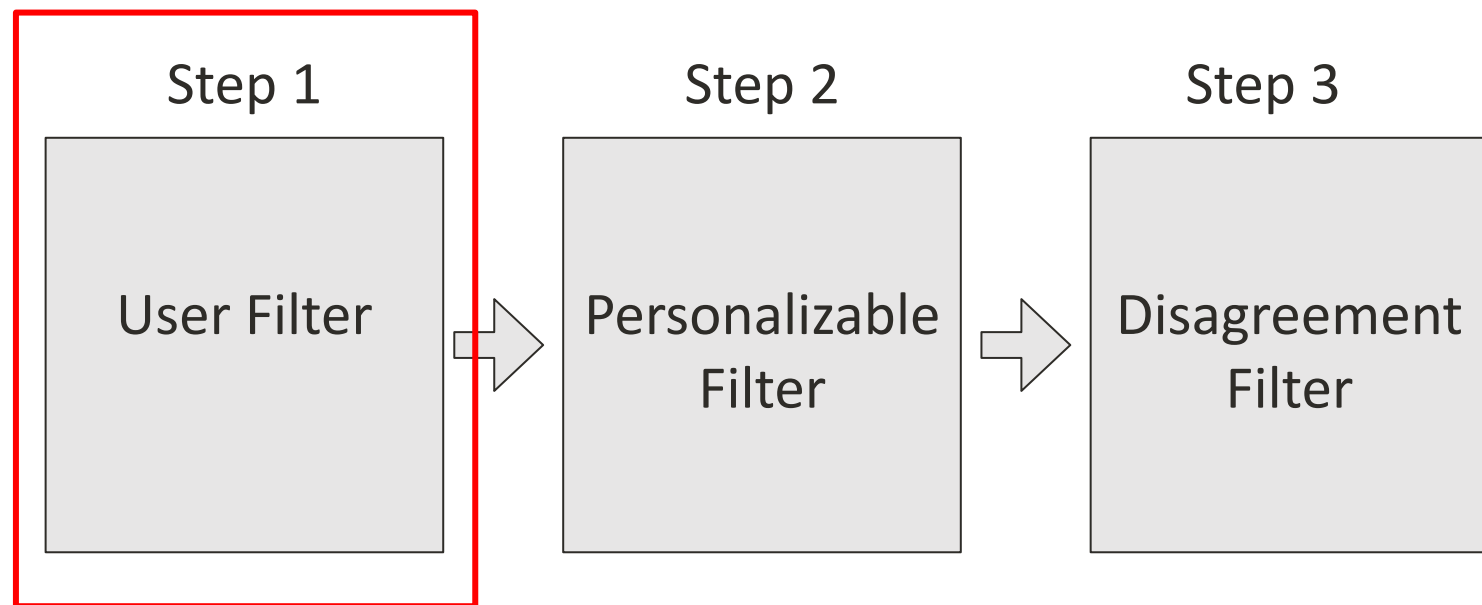 Step 1
Step 2
Step 3
User Filter
Personalizable
Filter
Disagreement
Filter